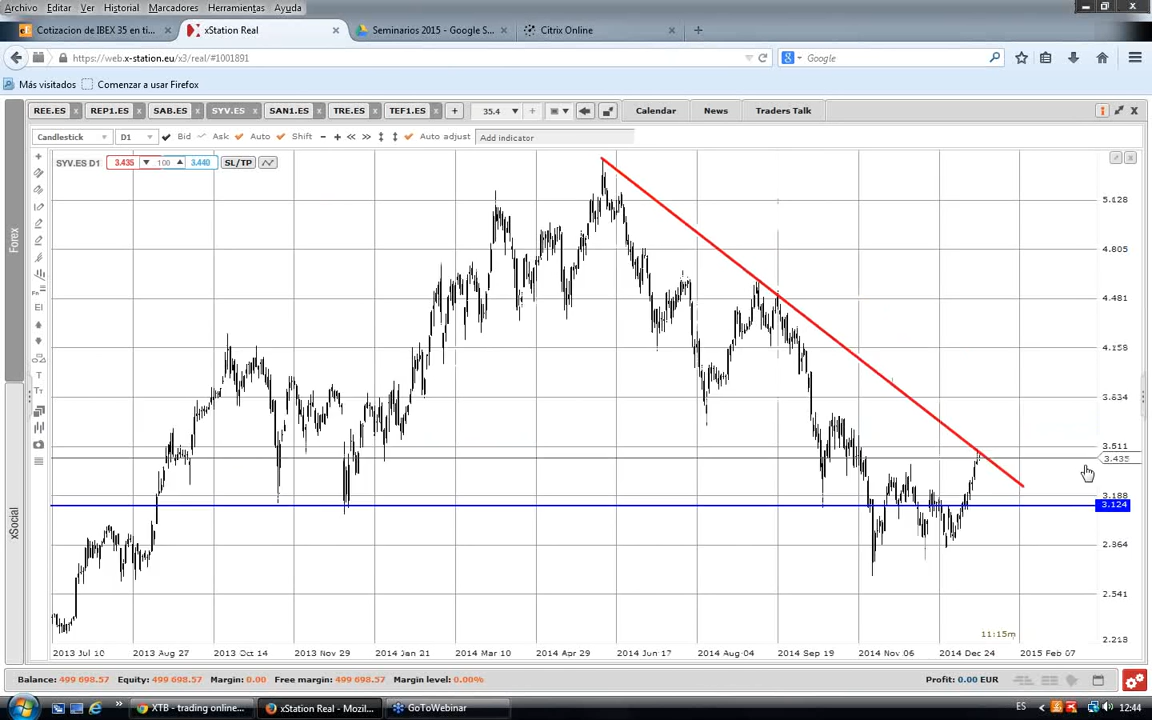 Archivo Editar Ver Historial Marcadores Herramientas Ayuda
Cotizacion de IBEX 35 en ti... xStation Real Seminarios 2015 - Google S... Citrix Online
https://web.x-station.eu/x3/real/#1001891 Google
Más visitados Comenzar a usar Firefox
REE.ES REP1.ES SAB.ES SYV.ES SAN1.ES TRE.ES TEF1.ES 35.4 Calendar News Traders Talk
Candlestick D1 Bid Ask Auto Shift Auto adjust Add indicator
SYV.ES D1 3.435 100 3.440 SL/TP
5.128
Forex
4.805
4.481
4.158
3.834
3.511
3.435
3.188
3.124
xSocial
2.964
2.541
11:15m
2.218
2013 Jul 10 2013 Aug 27 2013 Oct 14 2013 Nov 29 2014 Jan 21 2014 Mar 10 2014 Apr 29 2014 Jun 17 2014 Aug 04 2014 Sep 19 2014 Nov 06 2014 Dec 24 2015 Feb 07
Balance: 499 698.57 Equity: 499 698.57 Margin: 0.00 Free margin: 499 698.57 Margin level: 0.00% Profit: 0.00 EUR
XTB - trading online... xStation Real - Mozil... GoToWebinar ES 12:44